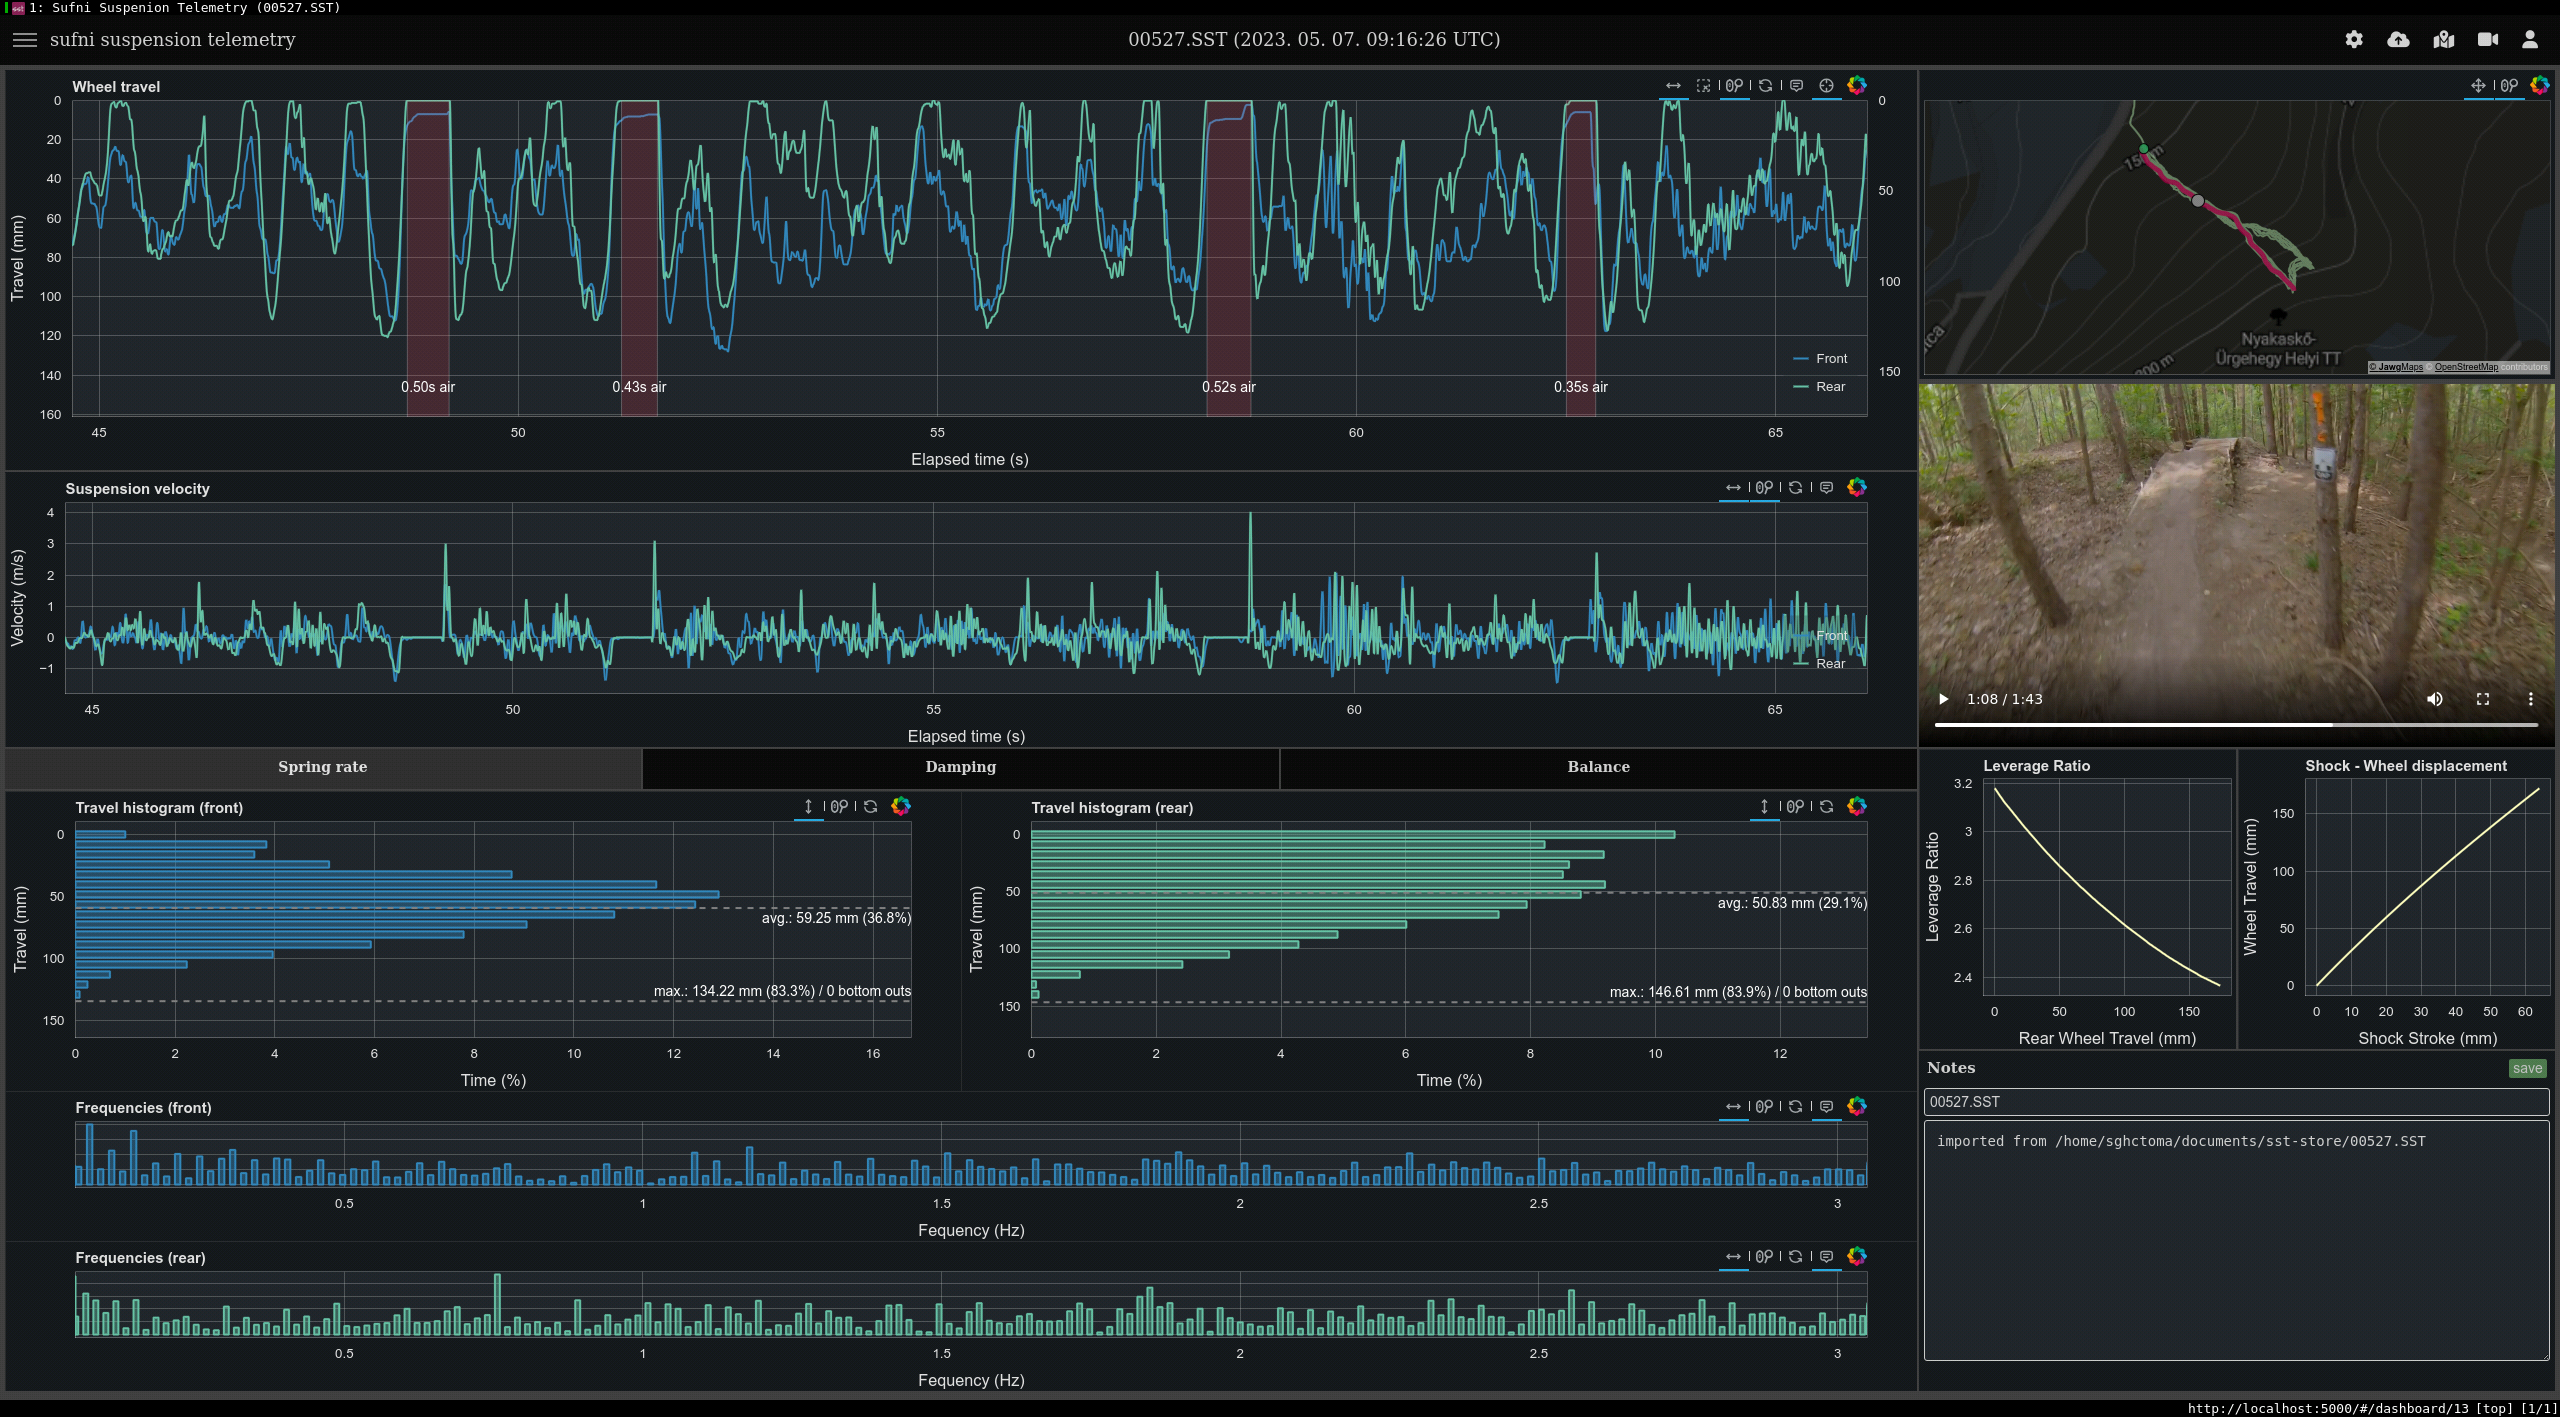 1: Sufni Suspenion Telemetry (00527.SST)
sufni suspension telemetry
00527.SST (2023. 05. 07. 09:16:26 UTC)
Wheel travel
0
20
40
60
80
100
120
140
160
0
50
100
150
Travel (mm)
0.50s air
0.43s air
0.52s air
0.35s air
Front
Rear
45
50
55
60
65
Elapsed time (s)
150 m
Nyakaskő-
Ürgehegy Helyi TT
© JawgMaps © OpenStreetMap contributors
Suspension velocity
4
3
2
1
0
−1
Velocity (m/s)
Front
Rear
45
50
55
60
65
Elapsed time (s)
1:08 / 1:43
Spring rate
Damping
Balance
Travel histogram (front)
0
50
100
150
Travel (mm)
avg.: 59.25 mm (36.8%)
max.: 134.22 mm (83.3%) / 0 bottom outs
0
2
4
6
8
10
12
14
16
Time (%)
Travel histogram (rear)
0
50
100
150
Travel (mm)
avg.: 50.83 mm (29.1%)
max.: 146.61 mm (83.9%) / 0 bottom outs
0
2
4
6
8
10
12
Time (%)
Leverage Ratio
3.2
3
2.8
2.6
2.4
Leverage Ratio
0
50
100
150
Rear Wheel Travel (mm)
Shock - Wheel displacement
150
100
50
0
Wheel Travel (mm)
0
10
20
30
40
50
60
Shock Stroke (mm)
Frequencies (front)
0.5
1
1.5
2
2.5
3
Fequency (Hz)
Frequencies (rear)
0.5
1
1.5
2
2.5
3
Fequency (Hz)
Notes
save
00527.SST
imported from /home/sghctoma/documents/sst-store/00527.SST
http://localhost:5000/#/dashboard/13 [top] [1/1]